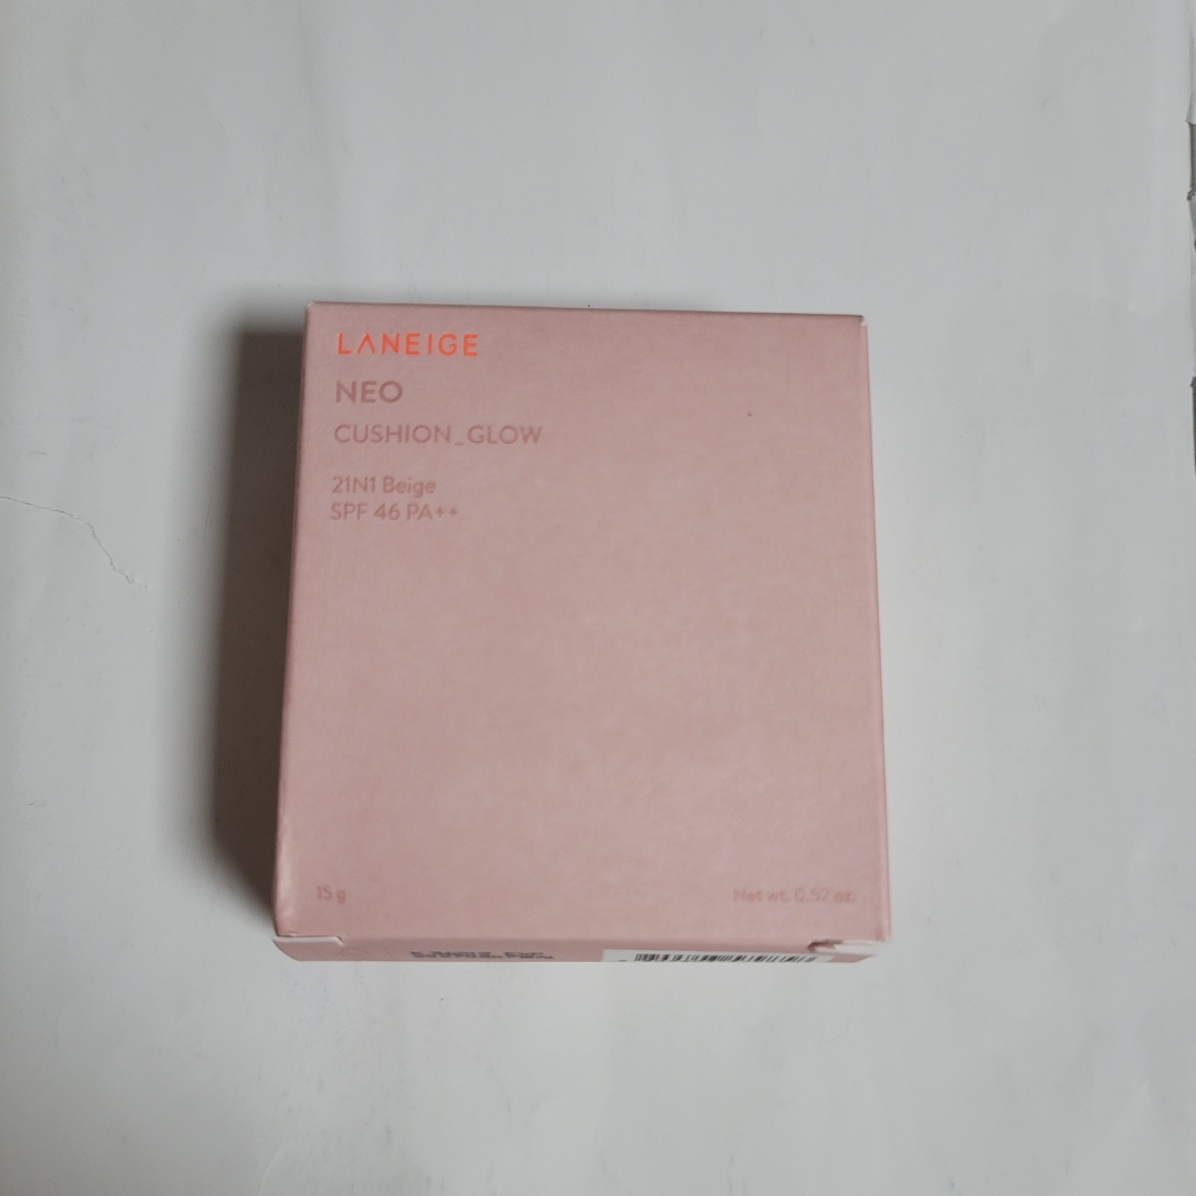 LANEIGE
NEO
CUSHION_GLOW
21N1 Beige
SPF 46 PA++
15 g
Net wt. 0.52 oz.